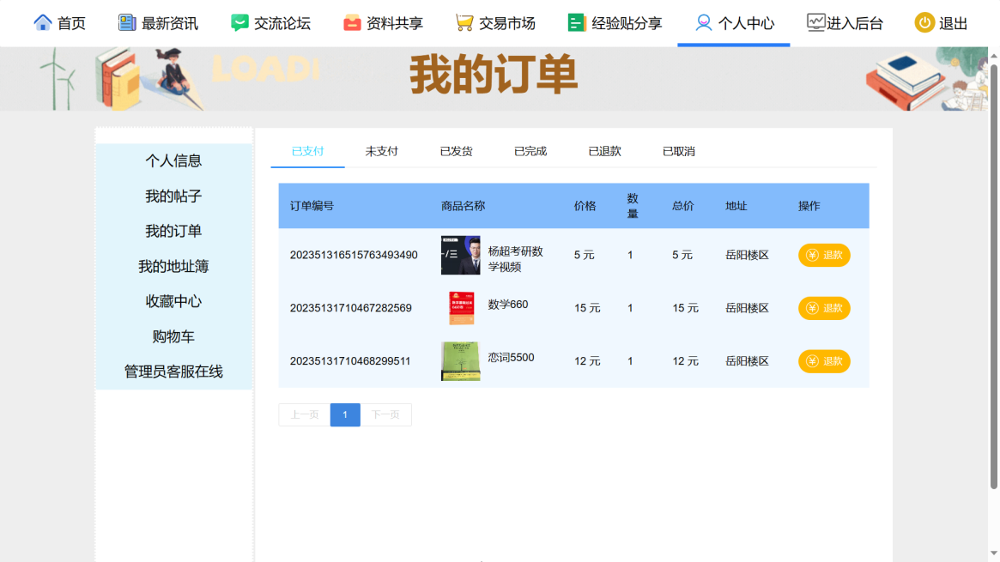 首页 最新资讯 交流论坛 资料共享 交易市场 经验贴分享 个人中心 进入后台 退出
LOADI
我的订单
个人信息
我的帖子
我的订单
我的地址簿
收藏中心
购物车
管理员客服在线
已支付 未支付 已发货 已完成 已退款 已取消
订单编号 商品名称 价格 数量 总价 地址 操作
202351316515763493490 杨超考研数学视频 5 元 1 5 元 岳阳楼区 退款
20235131710467282569 数学660 15 元 1 15 元 岳阳楼区 退款
20235131710468299511 恋词5500 12 元 1 12 元 岳阳楼区 退款
上一页 1 下一页